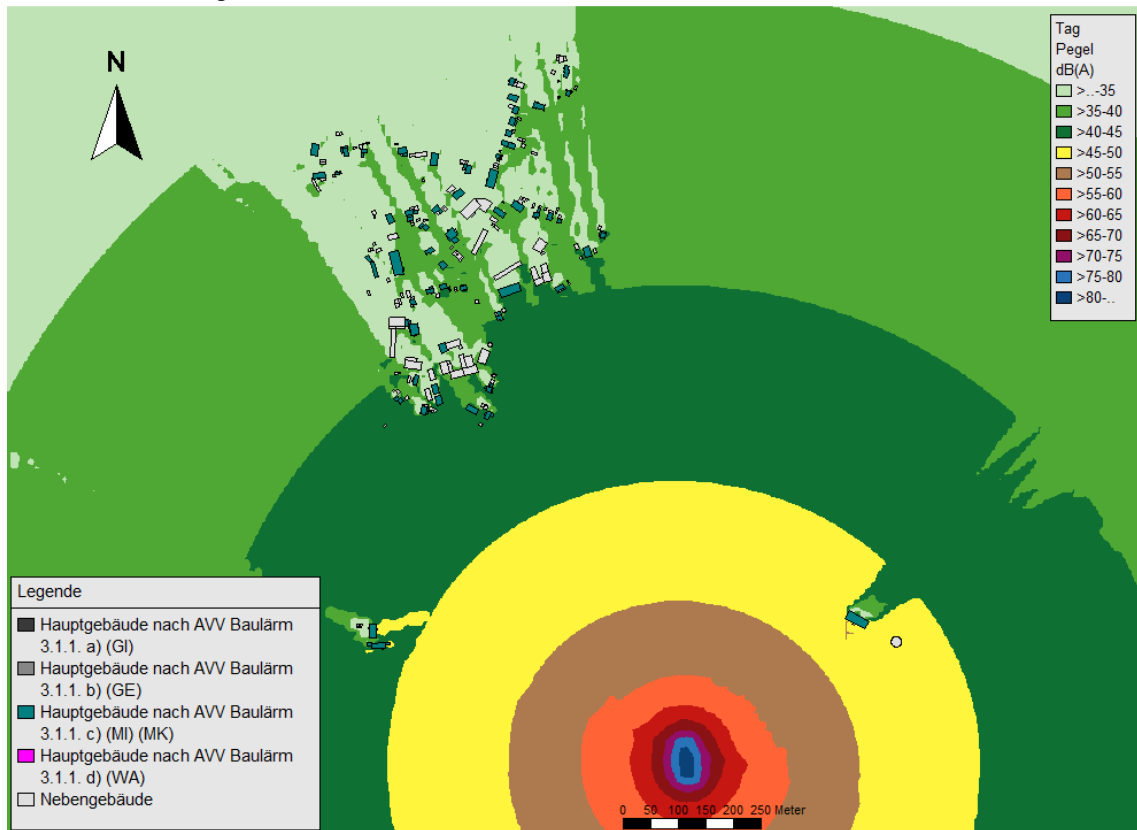 N
Tag
Pegel
dB(A)
>..-35
>35-40
>40-45
>45-50
>50-55
>55-60
>60-65
>65-70
>70-75
>75-80
>80-..
Legende
Hauptgebäude nach AVV Baulärm
3.1.1. a) (GI)
Hauptgebäude nach AVV Baulärm
3.1.1. b) (GE)
Hauptgebäude nach AVV Baulärm
3.1.1. c) (MI) (MK)
Hauptgebäude nach AVV Baulärm
3.1.1. d) (WA)
Nebengebäude
0 50 100 150 200 250 Meter